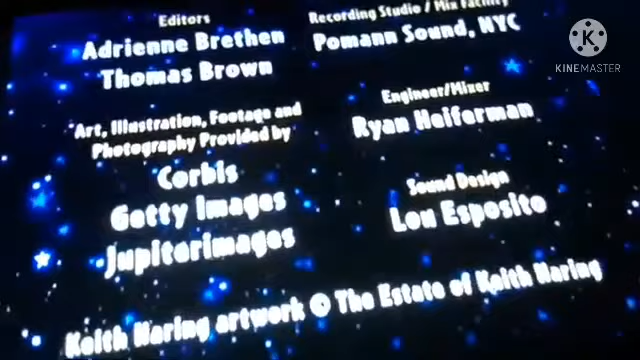 Editors
Adrienne Brethen
Thomas Brown
Art, Illustration, Footage and
Photography Provided by
Corbis
Getty Images
Jupiterimages
Recording Studio / Mix Facility
Pomann Sound, NYC
Engineer/Mixer
Ryan Heiferman
Sound Design
Lou Esposito
Keith Haring artwork © The Estate of Keith Haring
KINEMASTER